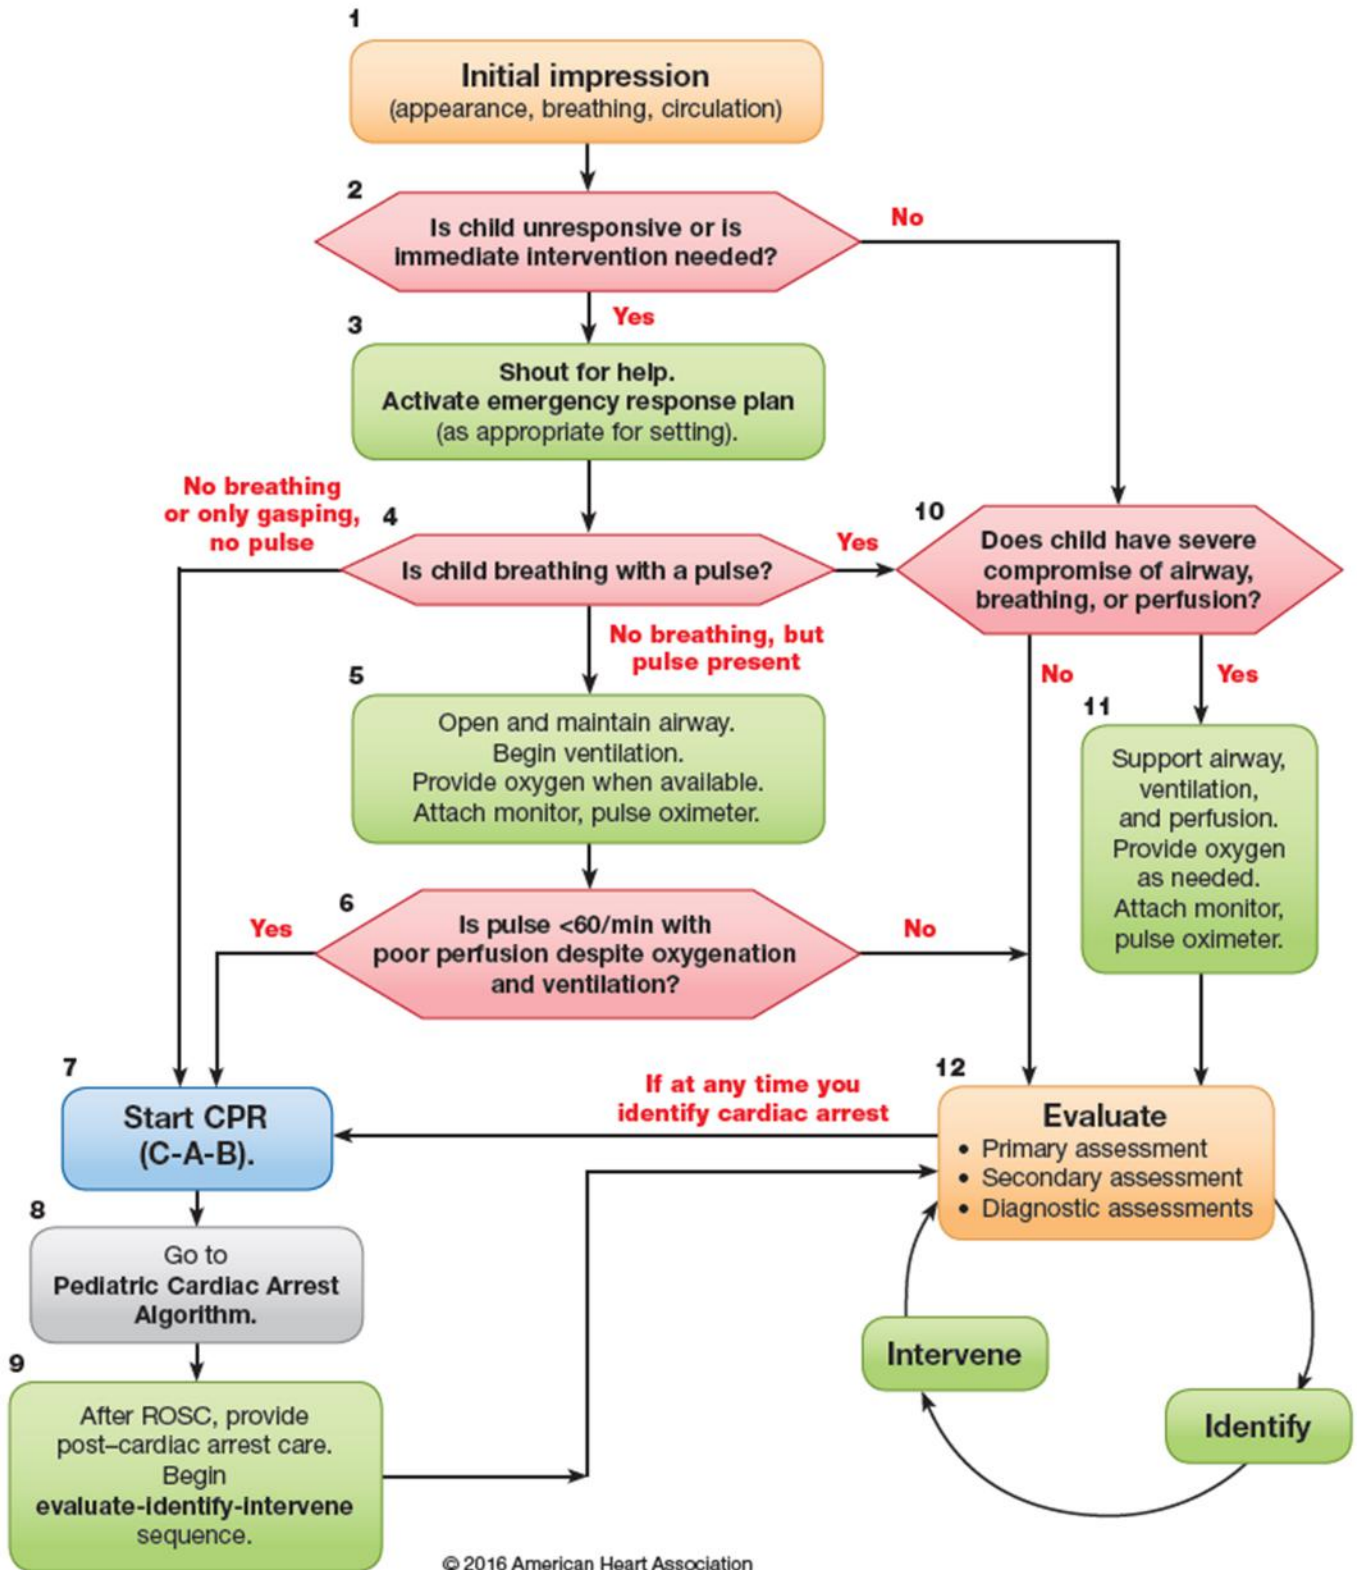 1
Initial impression
(appearance, breathing, circulation)
2
Is child unresponsive or is
immediate intervention needed?
No
Yes
3
Shout for help.
Activate emergency response plan
(as appropriate for setting).
No breathing
or only gasping,
no pulse
4
Is child breathing with a pulse?
Yes
10
Does child have severe
compromise of airway,
breathing, or perfusion?
No breathing, but
pulse present
No
Yes
5
Open and maintain airway.
Begin ventilation.
Provide oxygen when available.
Attach monitor, pulse oximeter.
11
Support airway,
ventilation,
and perfusion.
Provide oxygen
as needed.
Attach monitor,
pulse oximeter.
6
Is pulse <60/min with
poor perfusion despite oxygenation
and ventilation?
Yes
No
7
Start CPR
(C-A-B).
If at any time you
identify cardiac arrest
12
Evaluate
• Primary assessment
• Secondary assessment
• Diagnostic assessments
8
Go to
Pediatric Cardiac Arrest
Algorithm.
9
After ROSC, provide
post–cardiac arrest care.
Begin
evaluate-identify-intervene
sequence.
Intervene
Identify
© 2016 American Heart Association